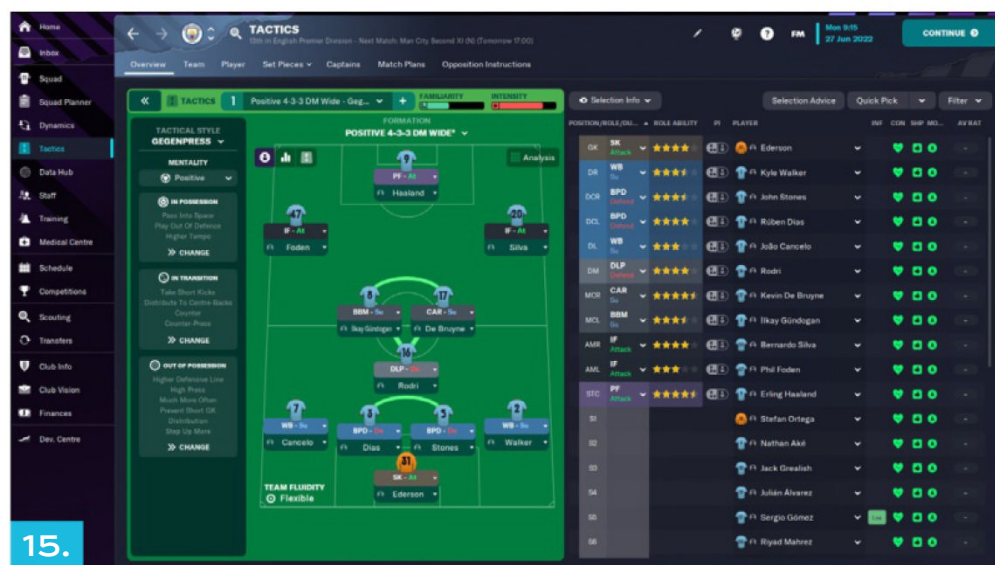 Home
Inbox
Squad
Squad Planner
Dynamics
Tactics
Data Hub
Staff
Training
Medical Centre
Schedule
Competitions
Scouting
Transfers
Club Info
Club Vision
Finances
Dev. Centre
15.
TACTICS
13th in English Premier Division - Next Match: Man City Second XI (N) (Tomorrow 17:00)
FM
Mon 9:15
27 Jun 2022
CONTINUE
Overview Team Player Set Pieces Captains Match Plans Opposition Instructions
TACTICS 1 Positive 4-3-3 DM Wide - Geg...
FAMILIARITY
INTENSITY
TACTICAL STYLE
GEGENPRESS
MENTALITY
Positive
IN POSSESSION
Pass Into Space
Play Out Of Defence
Higher Tempo
CHANGE
IN TRANSITION
Take Short Kicks
Distribute To Centre-Backs
Counter
Counter-Press
CHANGE
OUT OF POSSESSION
Higher Defensive Line
High Press
Much More Often
Prevent Short GK
Distribution
Step Up More
CHANGE
FORMATION
POSITIVE 4-3-3 DM WIDE*
Analysis
9
PF - At
Haaland
47
IF - At
Foden
20
IF - At
Silva
8
BBM - Su
Ilkay Gündogan
17
CAR - Su
De Bruyne
16
DLP - De
Rodri
7
WB - Su
Cancelo
3
BPD - De
Dias
5
BPD - De
Stones
2
WB - Su
Walker
31
SK - At
Ederson
TEAM FLUIDITY
Flexible
Selection Info
Selection Advice
Quick Pick
Filter
POSITION/ROLE/DU... ROLE ABILITY PI PLAYER INF CON SHP MO... AV RAT
GK SK Attack Ederson
DR WB Su Kyle Walker
DCR BPD Defend John Stones
DCL BPD Defend Rúben Dias
DL WB Su João Cancelo
DM DLP Defend Rodri
MCR CAR Su Kevin De Bruyne
MCL BBM Su İlkay Gündogan
AMR IF Attack Bernardo Silva
AML IF Attack Phil Foden
STC PF Attack Erling Haaland
S1 Stefan Ortega
S2 Nathan Aké
S3 Jack Grealish
S4 Julián Álvarez
S5 Sergio Gómez
S6 Riyad Mahrez